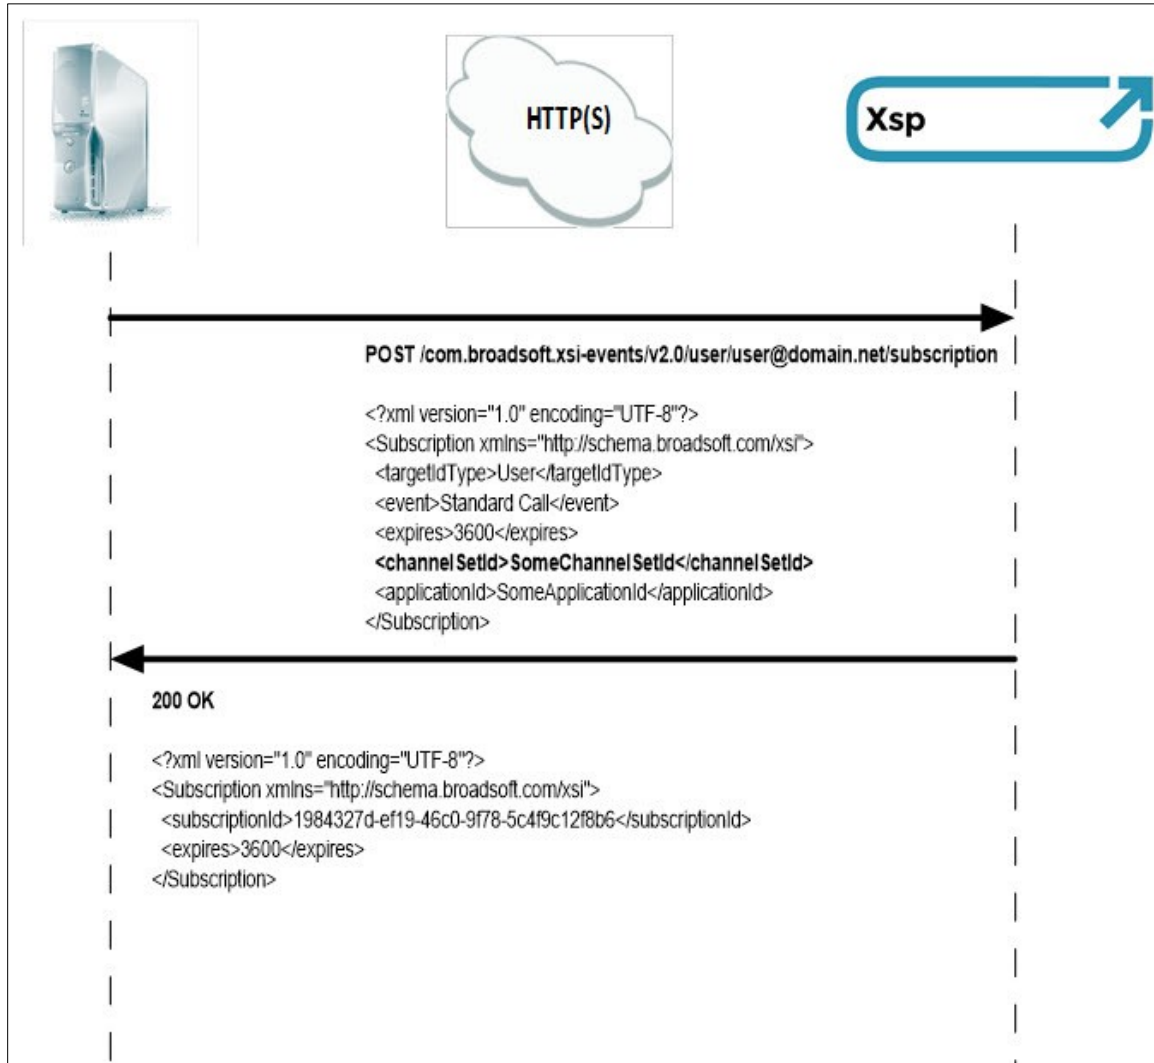 HTTP(S)
Xsp
POST /com.broadsoft.xsi-events/v2.0/user/user@domain.net/subscription
<?xml version="1.0" encoding="UTF-8"?>
<Subscription xmlns="http://schema.broadsoft.com/xsi">
<targetIdType>User</targetIdType>
<event>Standard Call</event>
<expires>3600</expires>
<channelSetId>SomeChannelSetId</channelSetId>
<applicationId>SomeApplicationId</applicationId>
</Subscription>
200 OK
<?xml version="1.0" encoding="UTF-8"?>
<Subscription xmlns="http://schema.broadsoft.com/xsi">
<subscriptionId>1984327d-ef19-46c0-9f78-5c4f9c12f8b6</subscriptionId>
<expires>3600</expires>
</Subscription>